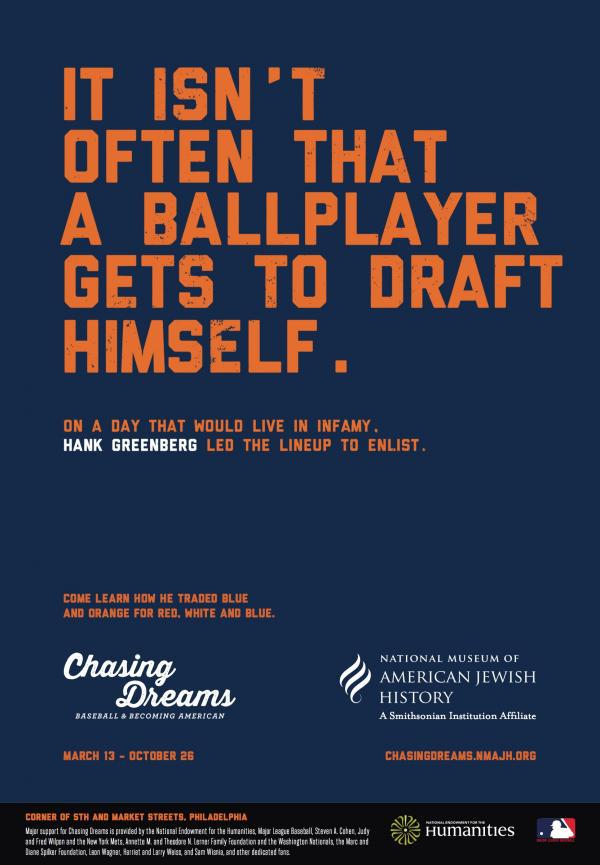 IT ISN'T
OFTEN THAT
A BALLPLAYER
GETS TO DRAFT
HIMSELF.
ON A DAY THAT WOULD LIVE IN INFAMY,
HANK GREENBERG LED THE LINEUP TO ENLIST.
COME LEARN HOW HE TRADED BLUE
AND ORANGE FOR RED, WHITE AND BLUE.
Chasing
Dreams
BASEBALL & BECOMING AMERICAN
NATIONAL MUSEUM OF
AMERICAN JEWISH
HISTORY
A Smithsonian Institution Affiliate
MARCH 13 - OCTOBER 26
CHASINGDREAMS.NMAJH.ORG
CORNER OF 5TH AND MARKET STREETS, PHILADELPHIA
Major support for Chasing Dreams is provided by the National Endowment for the Humanities, Major League Baseball, Steven A. Cohen, Judy
and Fred Wilpon and the New York Mets, Annette M. and Theodore N. Lerner Family Foundation and the Washington Nationals, the Marc and
Diane Spilker Foundation, Leon Wagner, Harriet and Larry Weiss, and Sam Wisnia, and other dedicated fans.
NATIONAL ENDOWMENT FOR THE
Humanities
MAJOR LEAGUE BASEBALL